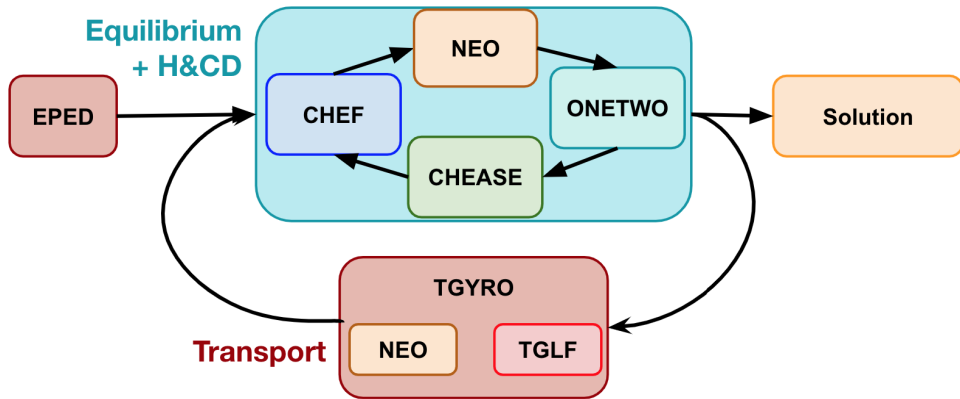 Equilibrium
+ H&CD
NEO
EPED
CHEF
ONETWO
Solution
CHEASE
TGYRO
Transport
NEO
TGLF